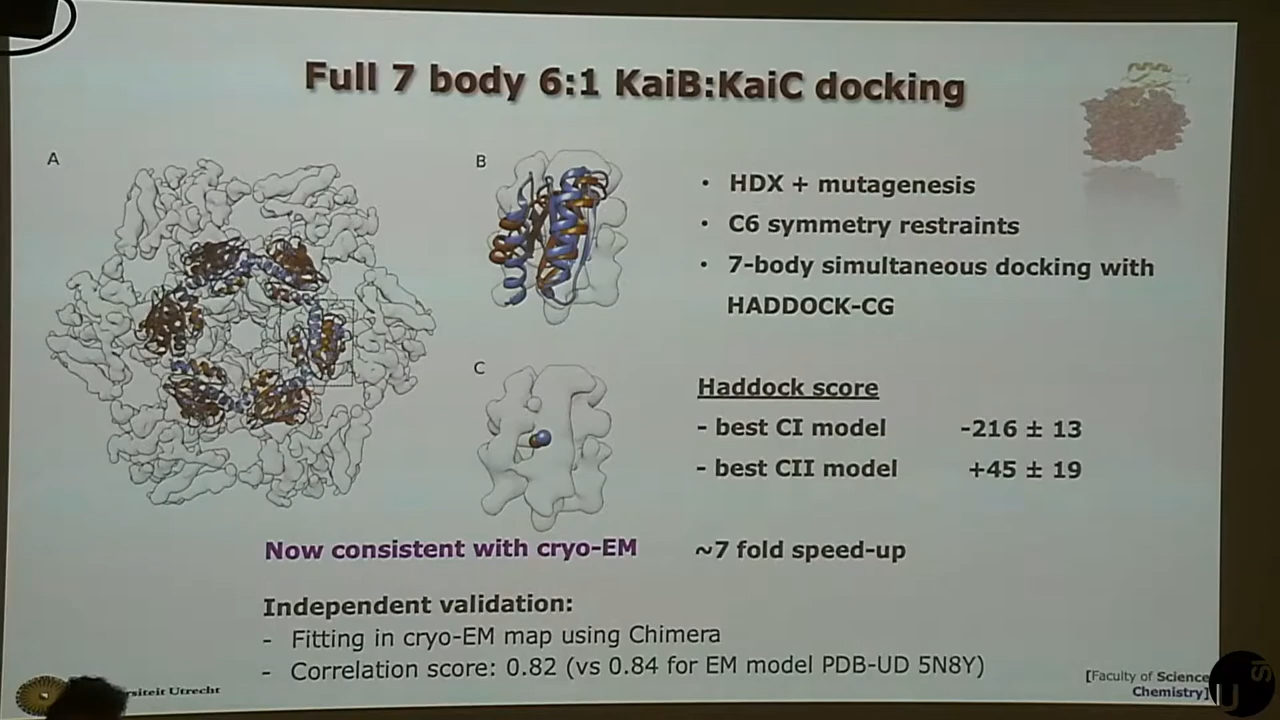 Full 7 body 6:1 KaiB:KaiC docking
A
B
C
• HDX + mutagenesis
• C6 symmetry restraints
• 7-body simultaneous docking with
HADDOCK-CG
Haddock score
- best CI model -216 ± 13
- best CII model +45 ± 19
Now consistent with cryo-EM
~7 fold speed-up
Independent validation:
- Fitting in cryo-EM map using Chimera
- Correlation score: 0.82 (vs 0.84 for EM model PDB-UD 5N8Y)
rsiteit Utrecht
[Faculty of Science
Chemistry]